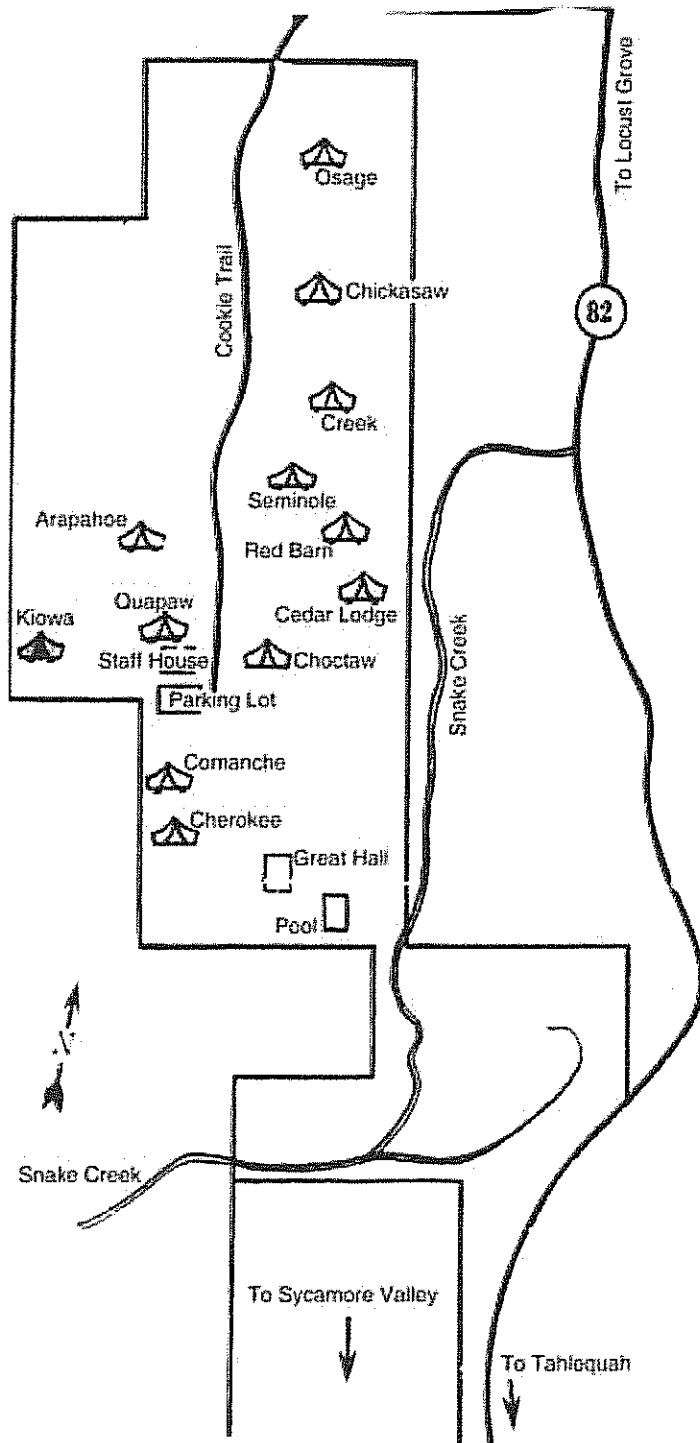 To Locust Grove
Osage
Cookie Trail
Chickasaw
82
Creek
Seminole
Arapahoe
Red Barn
Quapaw
Cedar Lodge
Kiowa
Staff House
Choctaw
Snake Creek
Parking Lot
Comanche
Cherokee
Great Hall
Pool
N
Snake Creek
To Sycamore Valley
To Tahlequah